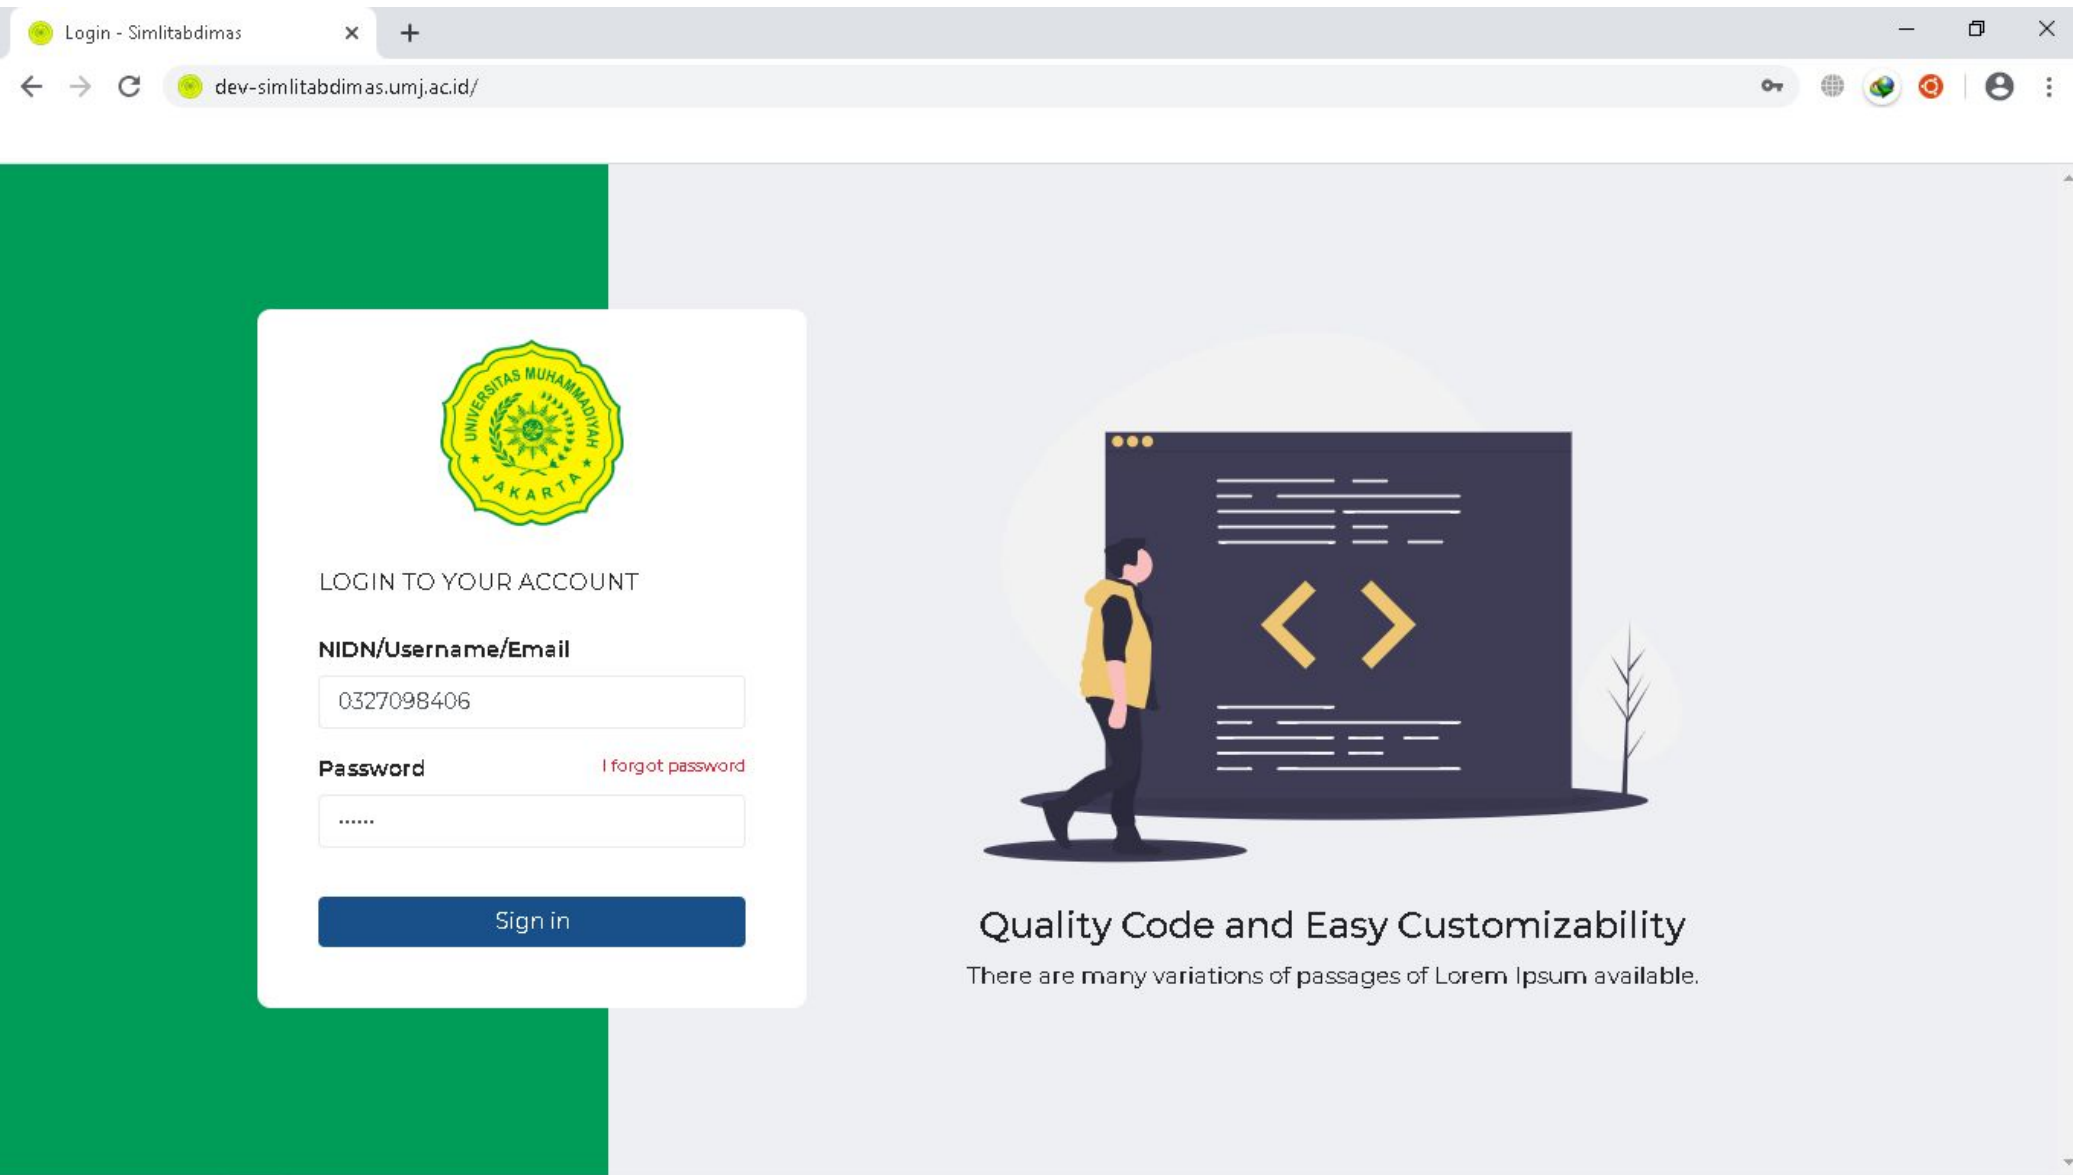 Login - Simlitabdimas
dev-simlitabdimas.umj.ac.id/
UNIVERSITAS MUHAMMADIYAH
JAKARTA
LOGIN TO YOUR ACCOUNT
NIDN/Username/Email
0327098406
Password I forgot password
••••••
Sign in
Quality Code and Easy Customizability
There are many variations of passages of Lorem Ipsum available.